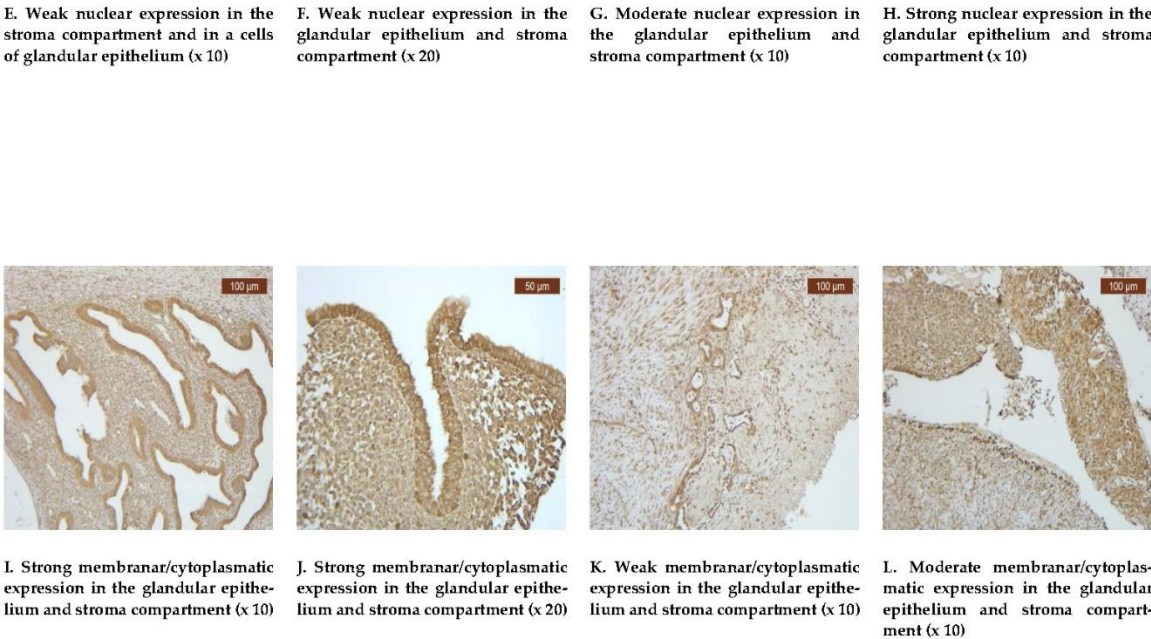 E. Weak nuclear expression in the
stroma compartment and in a cells
of glandular epithelium (x 10)
F. Weak nuclear expression in the
glandular epithelium and stroma
compartment (x 20)
G. Moderate nuclear expression in
the glandular epithelium and
stroma compartment (x 10)
H. Strong nuclear expression in the
glandular epithelium and stroma
compartment (x 10)
100 µm
50 µm
100 µm
100 µm
I. Strong membranar/cytoplasmatic
expression in the glandular epithe-
lium and stroma compartment (x 10)
J. Strong membranar/cytoplasmatic
expression in the glandular epithe-
lium and stroma compartment (x 20)
K. Weak membranar/cytoplasmatic
expression in the glandular epithe-
lium and stroma compartment (x 10)
L. Moderate membranar/cytoplas-
matic expression in the glandular
epithelium and stroma compart-
ment (x 10)